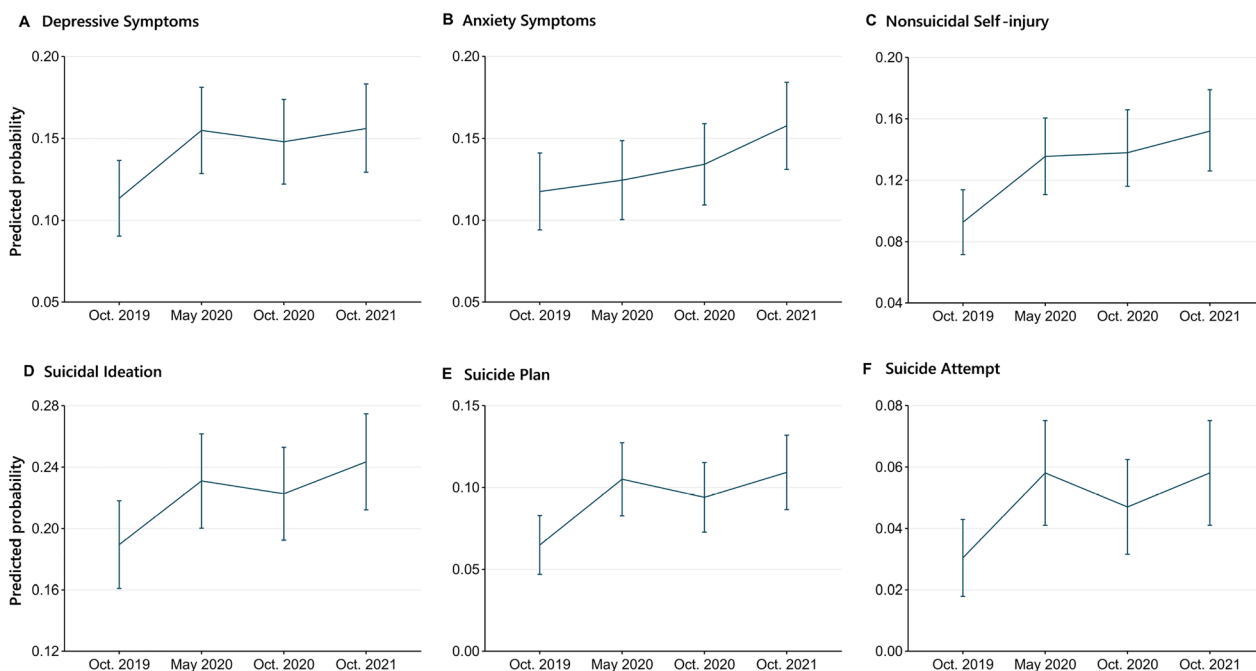 A Depressive Symptoms
Predicted probability
0.20
0.15
0.10
0.05
Oct. 2019 May 2020 Oct. 2020 Oct. 2021
B Anxiety Symptoms
0.20
0.15
0.10
0.05
Oct. 2019 May 2020 Oct. 2020 Oct. 2021
C Nonsuicidal Self-injury
0.20
0.16
0.12
0.08
0.04
Oct. 2019 May 2020 Oct. 2020 Oct. 2021
D Suicidal Ideation
Predicted probability
0.28
0.24
0.20
0.16
0.12
Oct. 2019 May 2020 Oct. 2020 Oct. 2021
E Suicide Plan
0.15
0.10
0.05
0.00
Oct. 2019 May 2020 Oct. 2020 Oct. 2021
F Suicide Attempt
0.08
0.06
0.04
0.02
0.00
Oct. 2019 May 2020 Oct. 2020 Oct. 2021